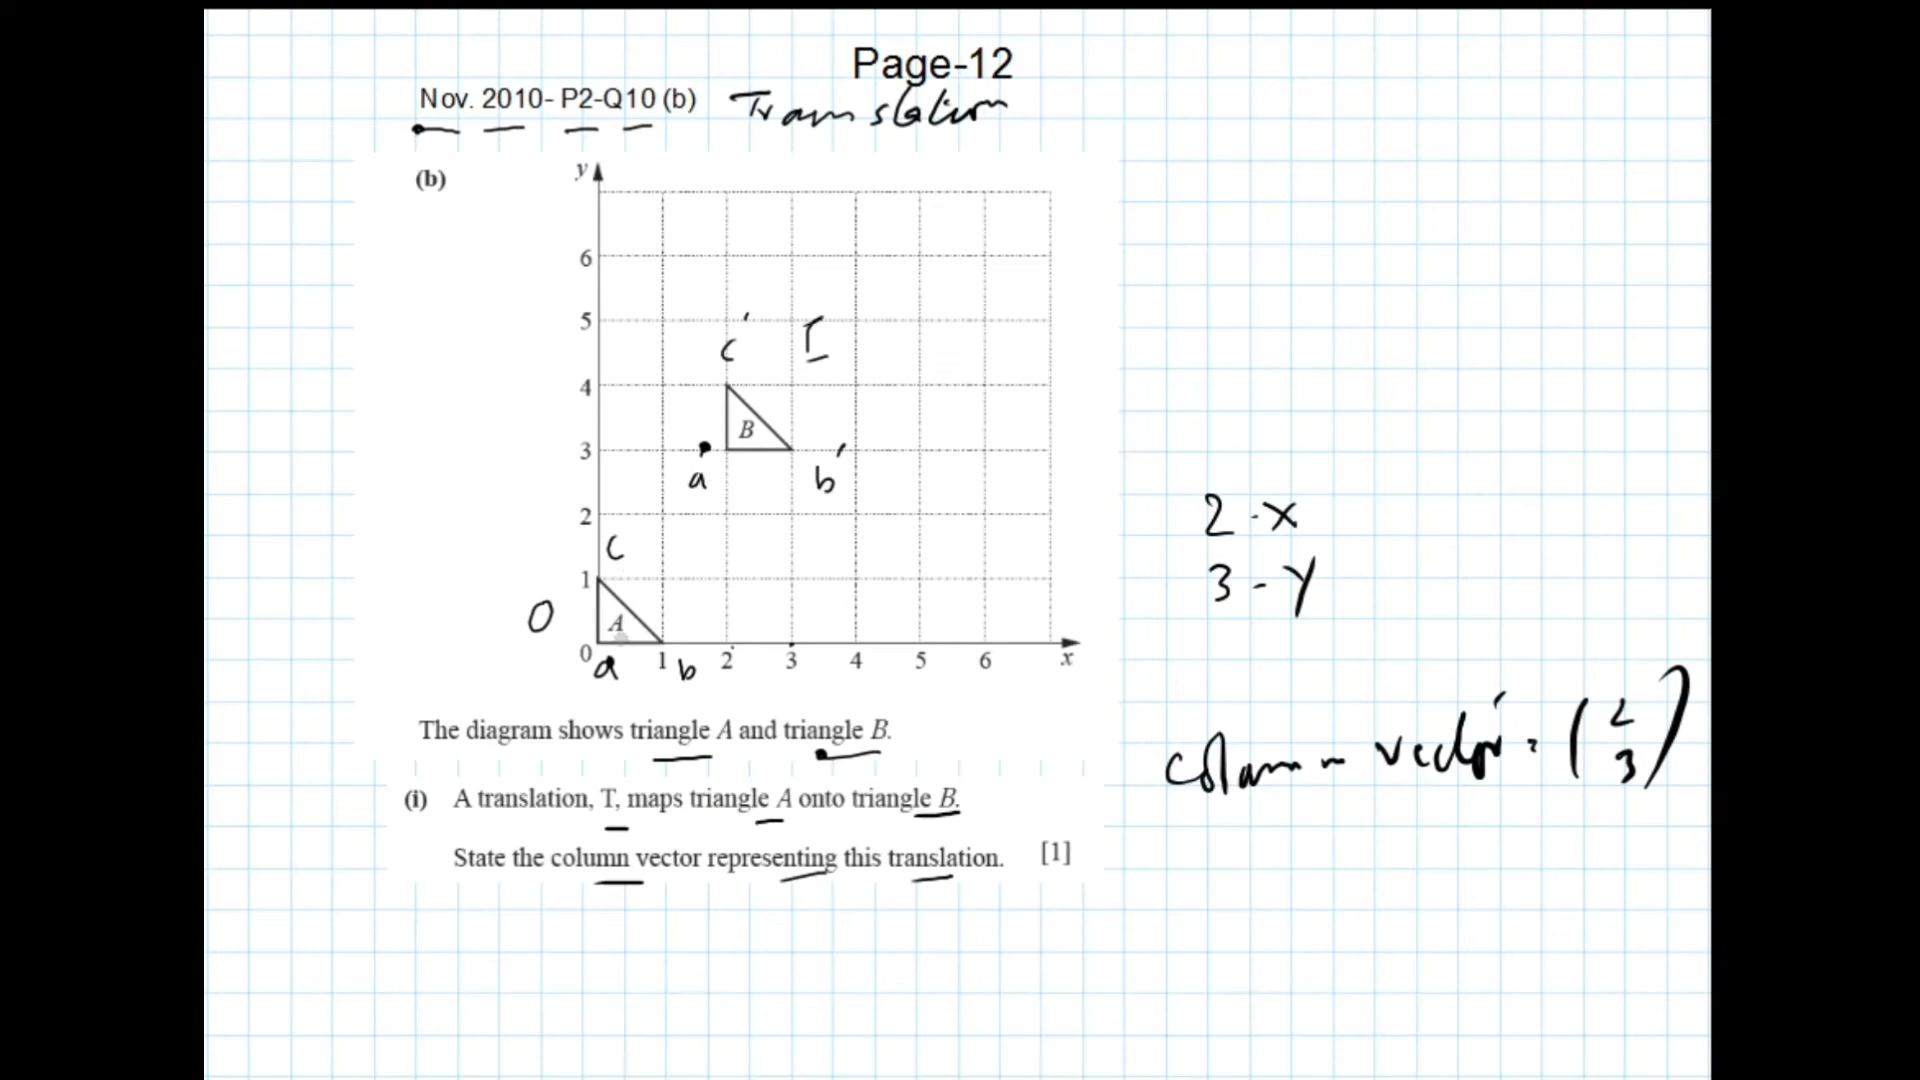 Page-12
Nov. 2010- P2-Q10 (b) Translation
(b)
y
6
5
4
3
2
1
0
c'
T
B
a
b'
c
O
A
a
1 b 2 3 4 5 6 x
2 - x
3 - y
The diagram shows triangle A and triangle B.
column vector = (2
3)
(i) A translation, T, maps triangle A onto triangle B.
State the column vector representing this translation. [1]